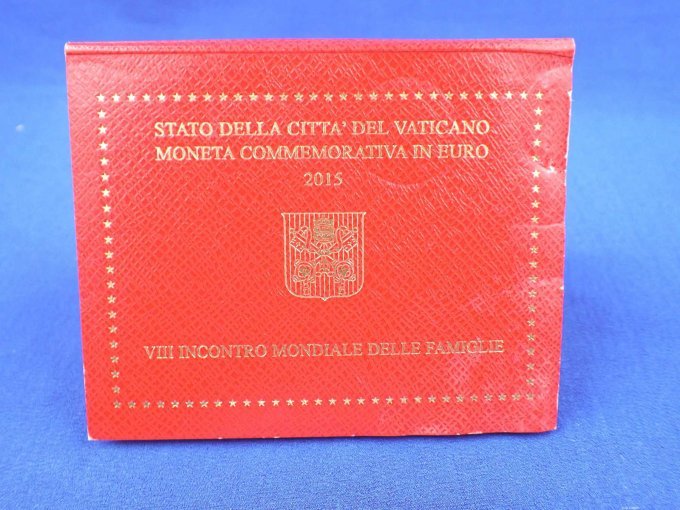 STATO DELLA CITTA' DEL VATICANO
MONETA COMMEMORATIVA IN EURO
2015
VIII INCONTRO MONDIALE DELLE FAMIGLIE